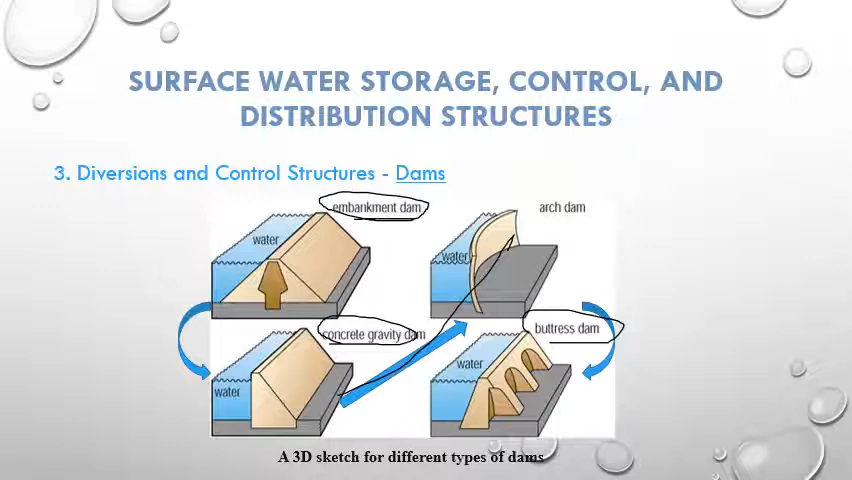 SURFACE WATER STORAGE, CONTROL, AND
DISTRIBUTION STRUCTURES
3. Diversions and Control Structures - Dams
embankment dam
water
arch dam
water
concrete gravity dam
water
buttress dam
water
A 3D sketch for different types of dams